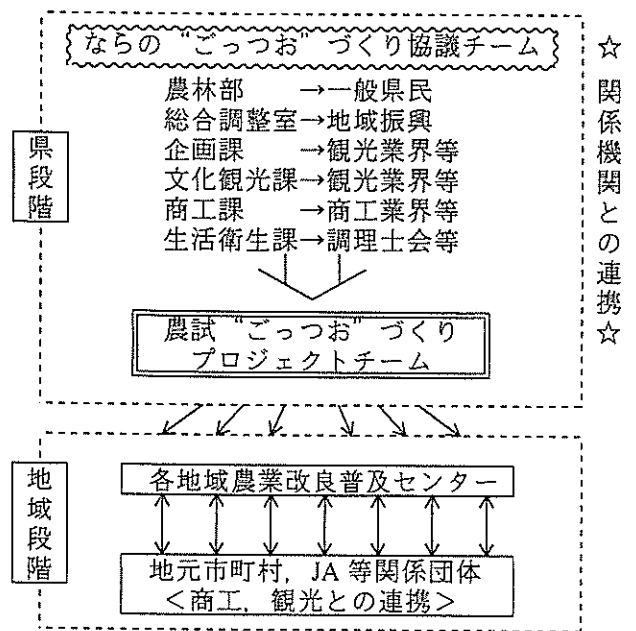 ならの“ごっつお”づくり協議チーム
農林部　　→一般県民
総合調整室→地域振興
企画課　　→観光業界等
文化観光課→観光業界等
商工課　　→商工業界等
生活衛生課→調理士会等
県段階
農試“ごっつお”づくり
プロジェクトチーム
☆関係機関との連携☆
地域段階
各地域農業改良普及センター
地元市町村，JA等関係団体
＜商工，観光との連携＞